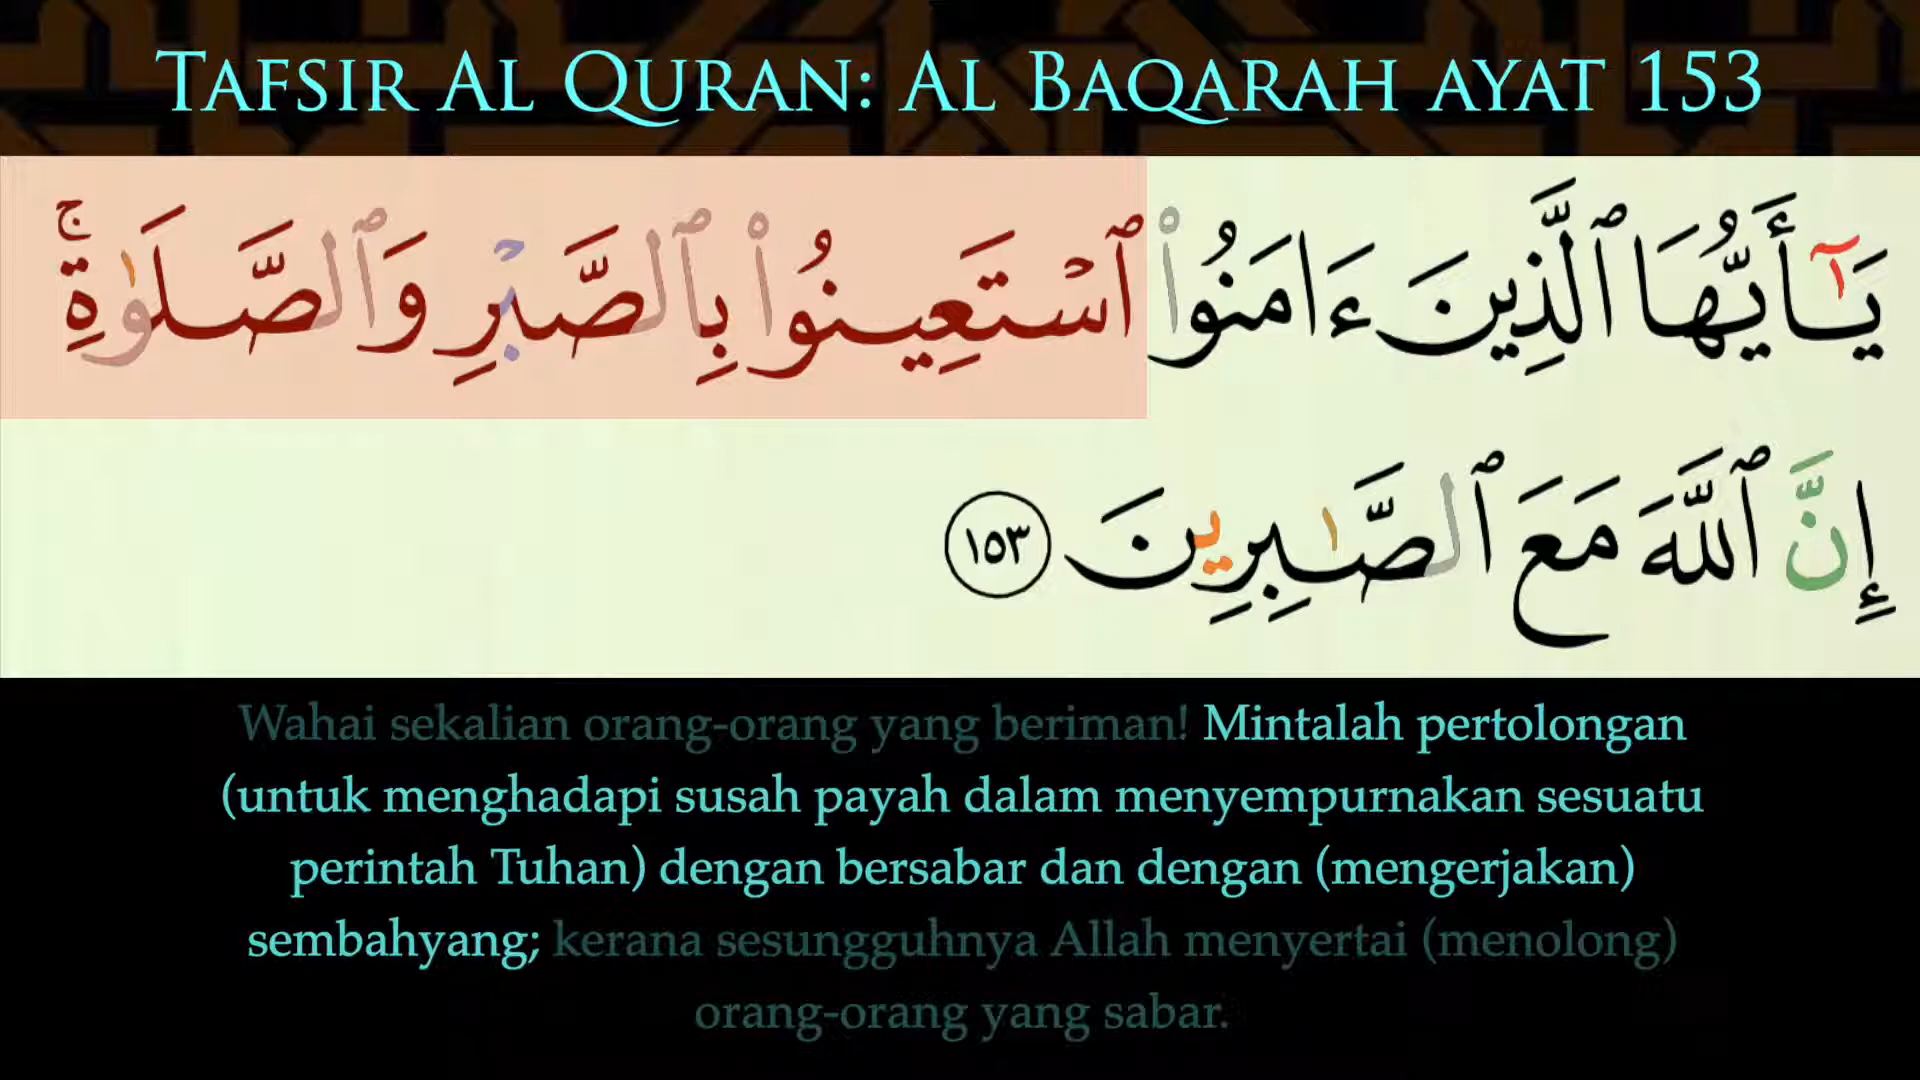 TAFSIR AL QURAN: AL BAQARAH AYAT 153
يَـٰٓأَيُّهَا ٱلَّذِينَ ءَامَنُوا۟ ٱسْتَعِينُوا۟ بِٱلصَّبْرِ وَٱلصَّلَوٰةِ ۚ
إِنَّ ٱللَّهَ مَعَ ٱلصَّـٰبِرِينَ ١٥٣
Wahai sekalian orang-orang yang beriman! Mintalah pertolongan
(untuk menghadapi susah payah dalam menyempurnakan sesuatu
perintah Tuhan) dengan bersabar dan dengan (mengerjakan)
sembahyang; kerana sesungguhnya Allah menyertai (menolong)
orang-orang yang sabar.